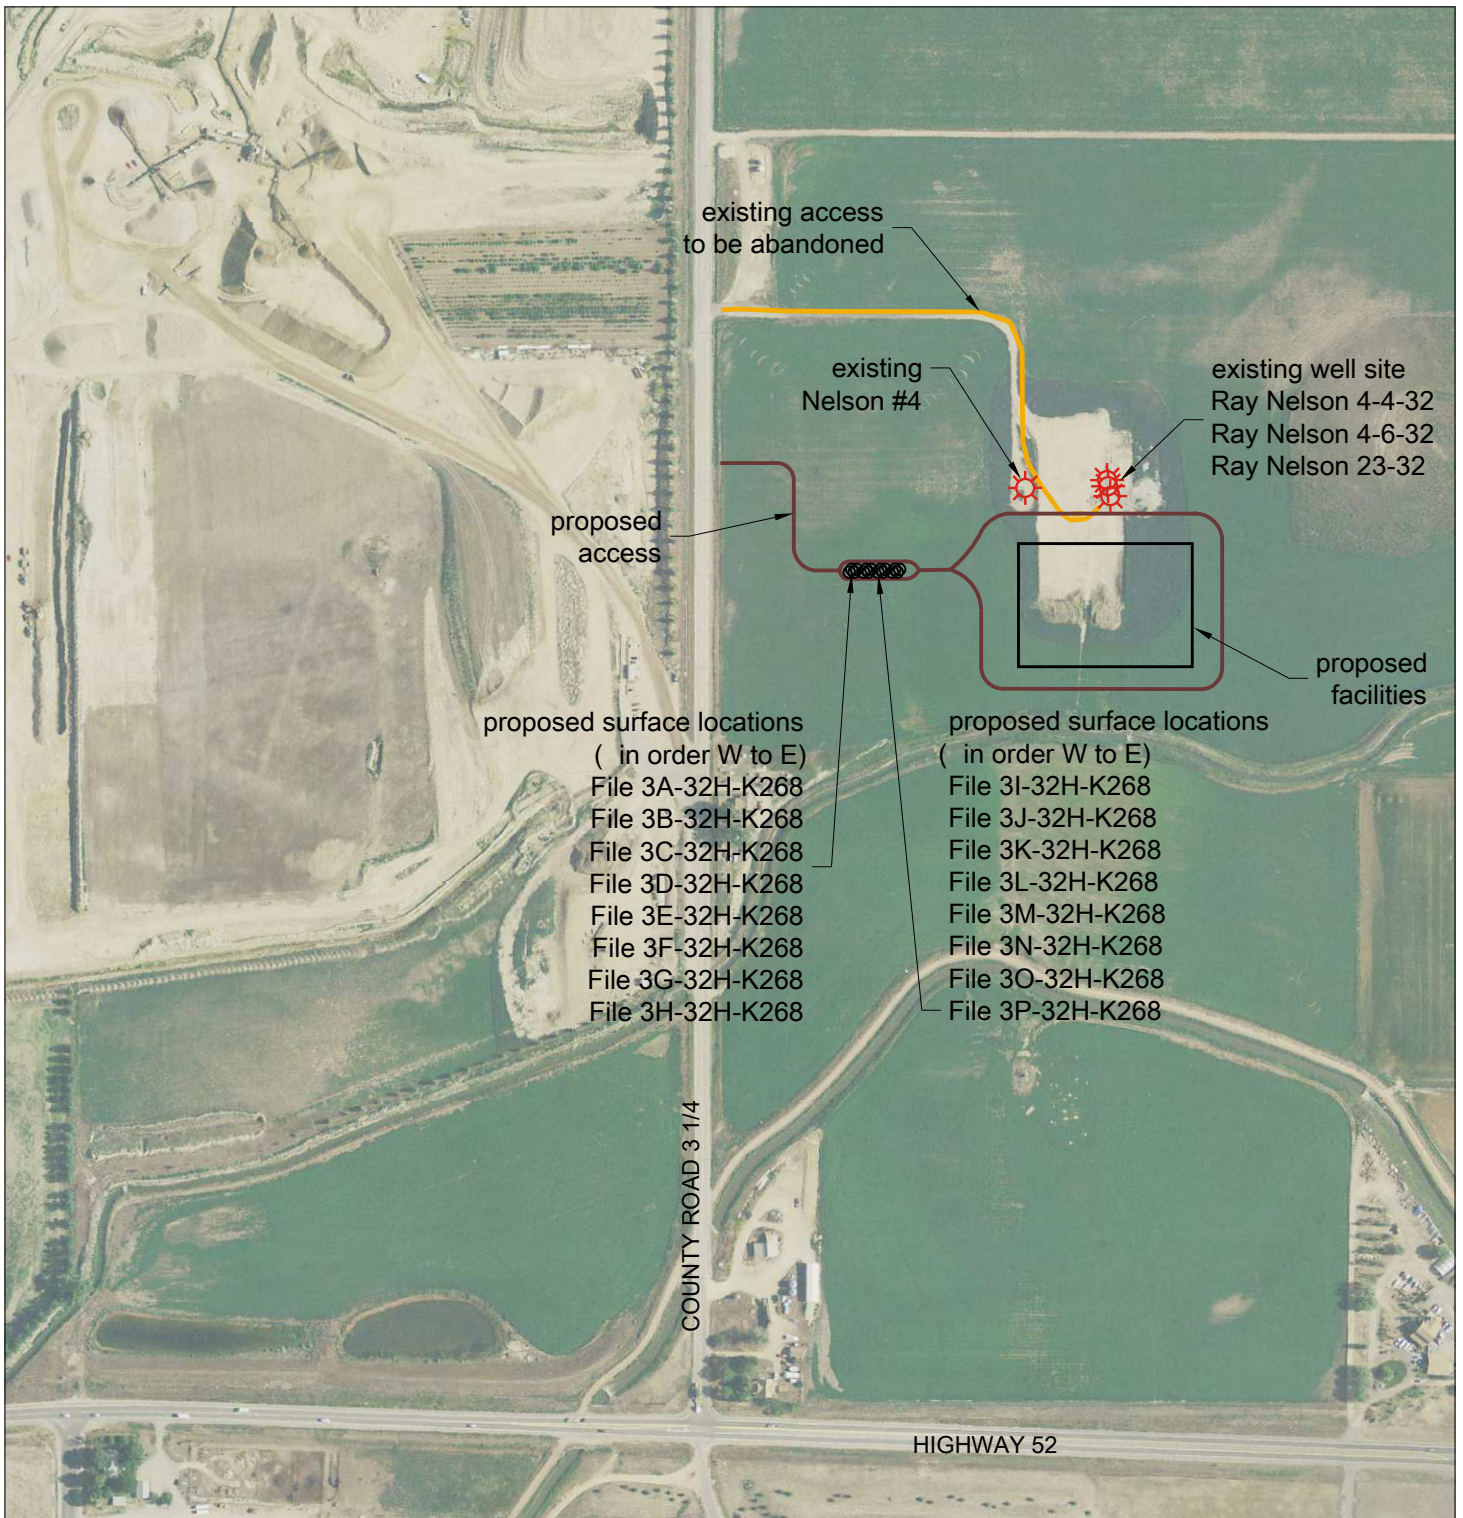 existing access
to be abandoned
existing
Nelson #4
existing well site
Ray Nelson 4-4-32
Ray Nelson 4-6-32
Ray Nelson 23-32
proposed
access
proposed
facilities
proposed surface locations
( in order W to E)
File 3A-32H-K268
File 3B-32H-K268
File 3C-32H-K268
File 3D-32H-K268
File 3E-32H-K268
File 3F-32H-K268
File 3G-32H-K268
File 3H-32H-K268
proposed surface locations
( in order W to E)
File 3I-32H-K268
File 3J-32H-K268
File 3K-32H-K268
File 3L-32H-K268
File 3M-32H-K268
File 3N-32H-K268
File 3O-32H-K268
File 3P-32H-K268
COUNTY ROAD 3 1/4
HIGHWAY 52